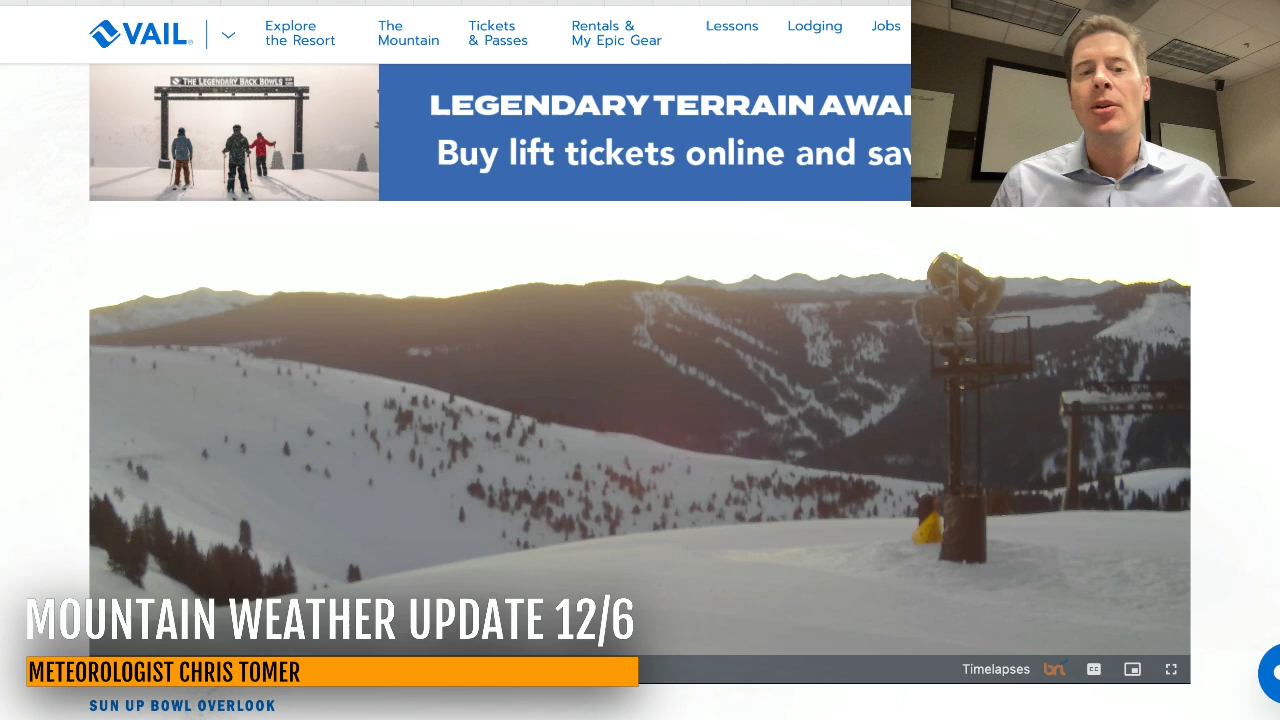 VAIL
Explore
the Resort
The
Mountain
Tickets
& Passes
Rentals &
My Epic Gear
Lessons
Lodging
Jobs
THE LEGENDARY BACK BOWLS
LEGENDARY TERRAIN AWAI
Buy lift tickets online and sav
MOUNTAIN WEATHER UPDATE 12/6
METEOROLOGIST CHRIS TOMER
Timelapses
CC
SUN UP BOWL OVERLOOK